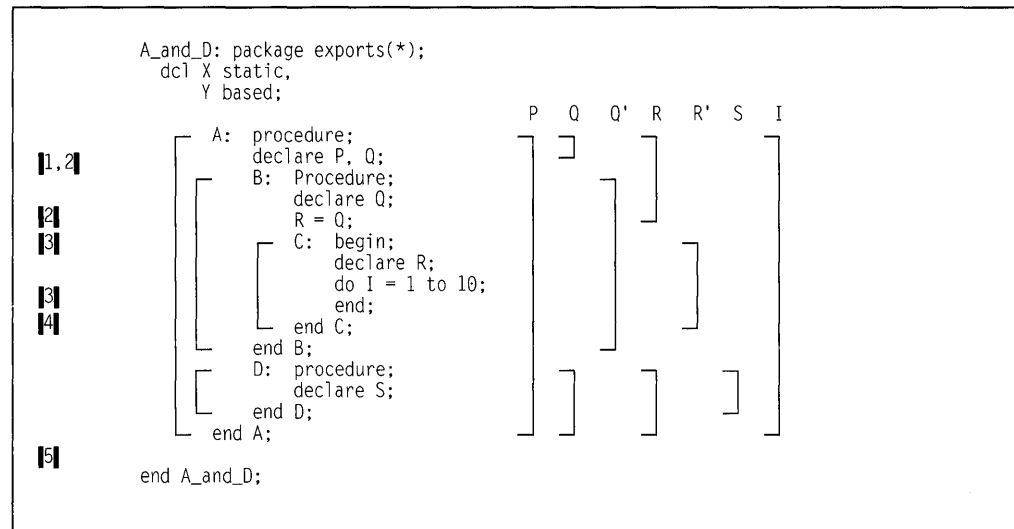 A_and_D: package exports(*);
dcl X static,
Y based;
P Q Q' R R' S I
A: procedure;
1,2 declare P, Q;
B: Procedure;
declare Q;
2 R = Q;
3 C: begin;
declare R;
do I = 1 to 10;
3 end;
4 end C;
end B;
D: procedure;
declare S;
end D;
end A;
5
end A_and_D;